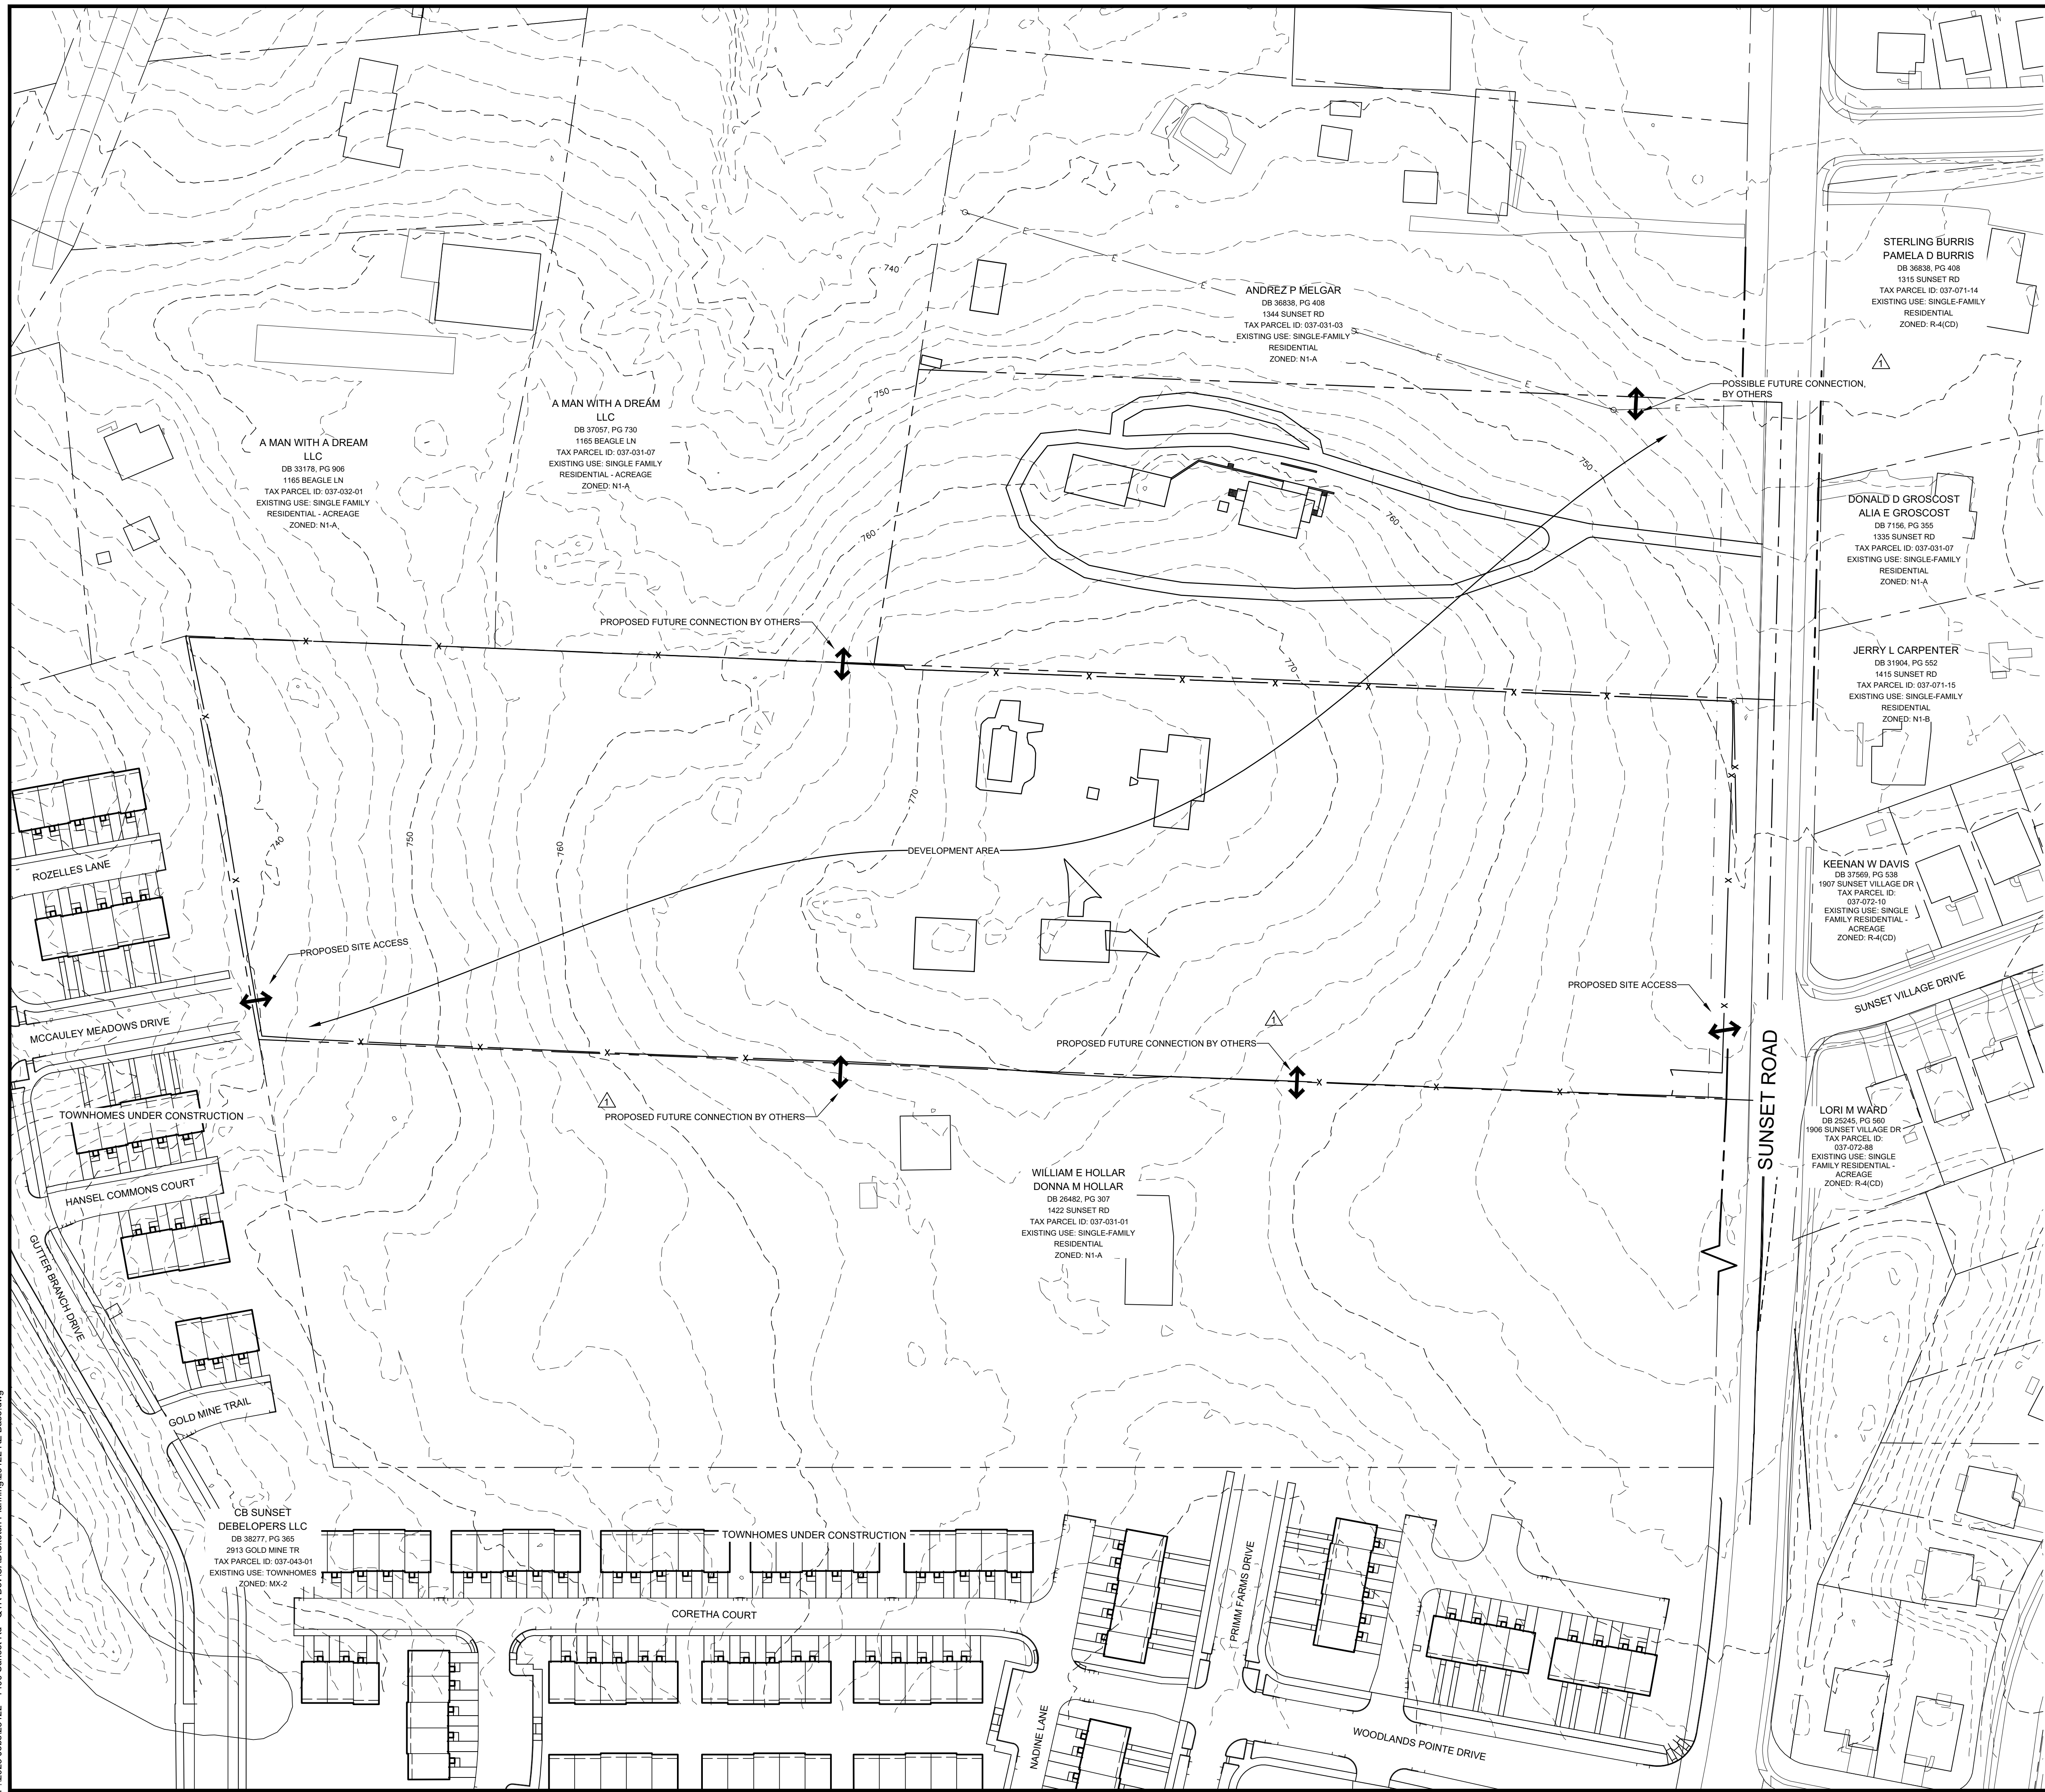 740
E
E
E
ANDREZ P MELGAR
DB 36838, PG 408
1344 SUNSET RD
TAX PARCEL ID: 037-031-03
EXISTING USE: SINGLE-FAMILY
RESIDENTIAL
ZONED: N1-A
STERLING BURRIS
PAMELA D BURRIS
DB 36838, PG 408
1315 SUNSET RD
TAX PARCEL ID: 037-071-14
EXISTING USE: SINGLE-FAMILY
RESIDENTIAL
ZONED: R-4(CD)
1
E
E
E
POSSIBLE FUTURE CONNECTION,
BY OTHERS
750
A MAN WITH A DREAM
LLC
DB 33178, PG 906
1165 BEAGLE LN
TAX PARCEL ID: 037-032-01
EXISTING USE: SINGLE FAMILY
RESIDENTIAL - ACREAGE
ZONED: N1-A
A MAN WITH A DREAM
LLC
DB 37057, PG 730
1165 BEAGLE LN
TAX PARCEL ID: 037-031-07
EXISTING USE: SINGLE FAMILY
RESIDENTIAL - ACREAGE
ZONED: N1-A
750
760
760
DONALD D GROSCOST
ALIA E GROSCOST
DB 7156, PG 355
1335 SUNSET RD
TAX PARCEL ID: 037-031-07
EXISTING USE: SINGLE-FAMILY
RESIDENTIAL
ZONED: N1-A
PROPOSED FUTURE CONNECTION BY OTHERS
770
JERRY L CARPENTER
DB 31904, PG 552
1415 SUNSET RD
TAX PARCEL ID: 037-071-15
EXISTING USE: SINGLE-FAMILY
RESIDENTIAL
ZONED: N1-B
770
740
750
760
DEVELOPMENT AREA
ROZELLES LANE
KEENAN W DAVIS
DB 37569, PG 538
1907 SUNSET VILLAGE DR
TAX PARCEL ID:
037-072-10
EXISTING USE: SINGLE
FAMILY RESIDENTIAL -
ACREAGE
ZONED: R-4(CD)
PROPOSED SITE ACCESS
PROPOSED SITE ACCESS
SUNSET VILLAGE DRIVE
MCCAULEY MEADOWS DRIVE
1
PROPOSED FUTURE CONNECTION BY OTHERS
SUNSET ROAD
1
PROPOSED FUTURE CONNECTION BY OTHERS
TOWNHOMES UNDER CONSTRUCTION
LORI M WARD
DB 25245, PG 560
1906 SUNSET VILLAGE DR
TAX PARCEL ID:
037-072-88
EXISTING USE: SINGLE
FAMILY RESIDENTIAL -
ACREAGE
ZONED: R-4(CD)
HANSEL COMMONS COURT
WILLIAM E HOLLAR
DONNA M HOLLAR
DB 26482, PG 307
1422 SUNSET RD
TAX PARCEL ID: 037-031-01
EXISTING USE: SINGLE-FAMILY
RESIDENTIAL
ZONED: N1-A
GUTTER BRANCH DRIVE
GOLD MINE TRAIL
CB SUNSET
DEBELOPERS LLC
DB 38277, PG 365
2913 GOLD MINE TR
TAX PARCEL ID: 037-043-01
EXISTING USE: TOWNHOMES
ZONED: MX-2
TOWNHOMES UNDER CONSTRUCTION
CORETHA COURT
PRIMM FARMS DRIVE
NADINE LANE
WOODLANDS POINTE DRIVE